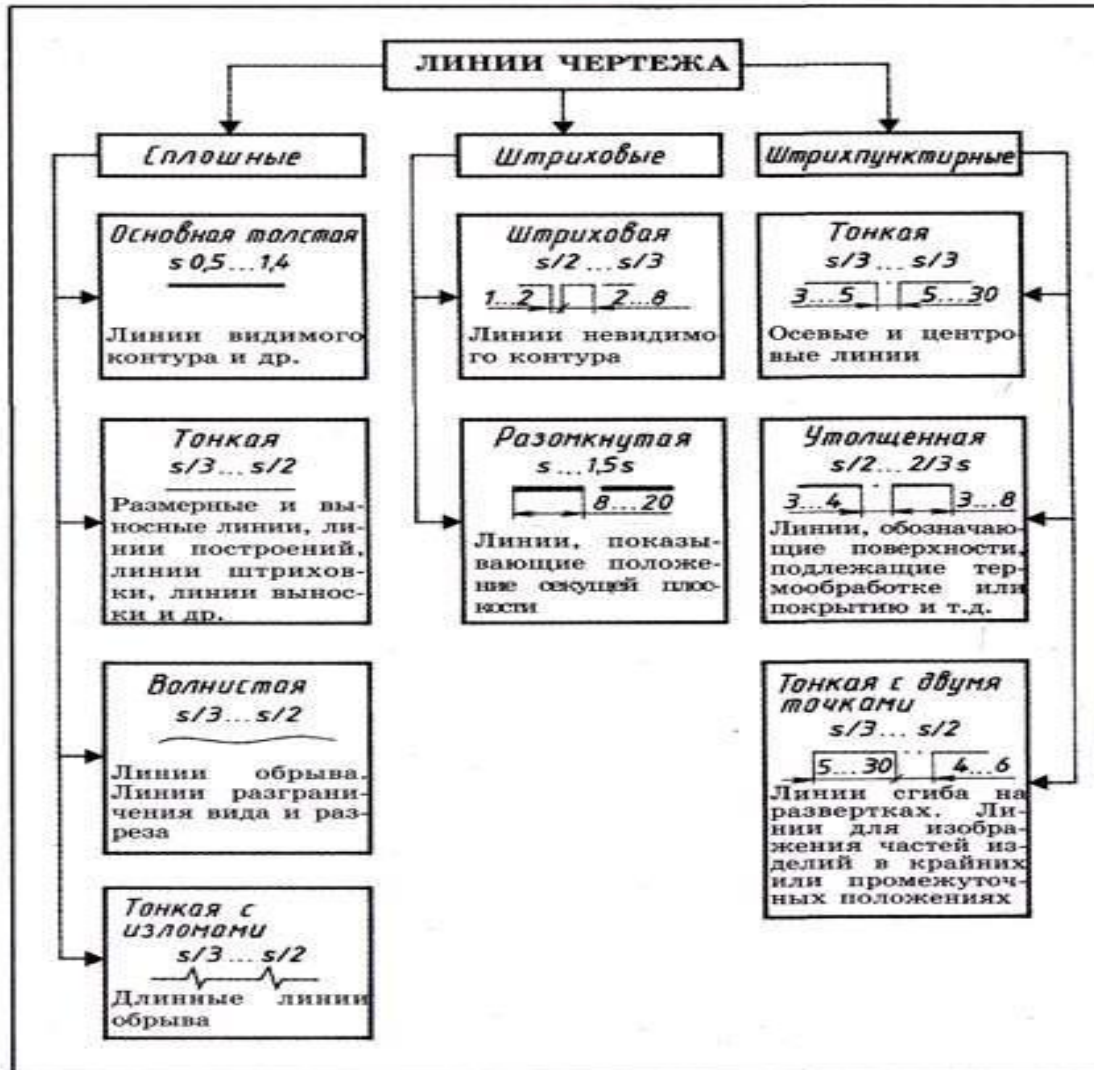 ЛИНИИ ЧЕРТЕЖА
Сплошные
Основная толстая
s 0,5...1,4
Линии видимого
контура и др.
Тонкая
s/3... s/2
Размерные и вы-
носные линии, ли-
нии построений,
линии штрихов-
ки, линии вынос-
ки и др.
Волнистая
s/3... s/2
Линии обрыва.
Линии разграни-
чения вида и раз-
реза
Тонкая с
изломами
s/3 ... s/2
Длинные линии
обрыва
Штриховые
Штриховая
s/2 ... s/3
1...2 2...8
Линии невидимо-
го контура
Разомкнутая
s ... 1,5s
8...20
Линии, показы-
вающие положе-
ние секущей плос-
кости
Штрихпунктирные
Тонкая
s/3 ... s/3
3...5 5...30
Осевые и центро-
вые линии
Утолщенная
s/2 ... 2/3 s
3...4 3...8
Линии, обозначаю-
щие поверхности,
подлежащие тер-
мообработке или
покрытию и т.д.
Тонкая с двумя
точками
s/3... s/2
5...30 4...6
Линии сгиба на
развертках. Ли-
нии для изобра-
жения частей из-
делий в крайних
или промежуточ-
ных положениях